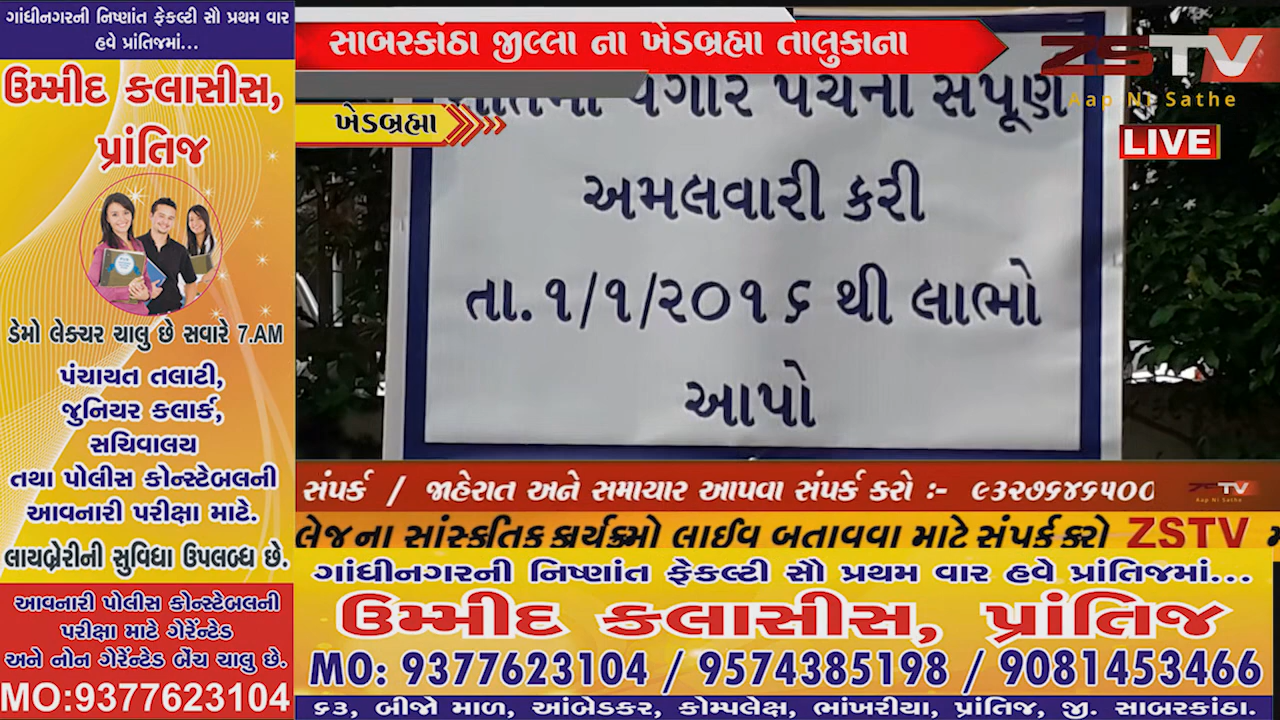 ગાંધીનગરની નિષ્ણાંત ફેકલ્ટી સૌ પ્રથમ વાર
હવે પ્રાંતિજમાં...
ઉમ્મીદ કલાસીસ,
પ્રાંતિજ
ડેમો લેક્ચર ચાલુ છે સવારે 7.AM
પંચાયત તલાટી,
જુનિયર કલાર્ક,
સચિવાલય
તથા પોલીસ કોન્સ્ટેબલની
આવનારી પરીક્ષા માટે.
લાયબ્રેરીની સુવિધા ઉપલબ્ધ છે.
આવનારી પોલીસ કોન્સ્ટેબલની
પરીક્ષા માટે ગેરેન્ટેડ
અને નોન ગેરેન્ટેડ બેંચ ચાલુ છે.
MO:9377623104
સાબરકાંઠા જીલ્લા ના ખેડબ્રહ્મા તાલુકાના
ZSTV
Aap Ni Sathe
LIVE
ખેડબ્રહ્મા
પગાર પંચના સંપૂર્ણ
અમલવારી કરી
તા.૧/૧/૨૦૧૬ થી લાભો
આપો
સંપર્ક / જાહેરાત અને સમાચાર આપવા સંપર્ક કરો :- ૯૩૨૭૬૪૬૫૦૦
ZSTV
Aap Ni Sathe
લેજના સાંસ્કતિક કાર્યક્રમો લાઈવ બતાવવા માટે સંપર્ક કરો ZSTV
ગાંધીનગરની નિષ્ણાંત ફેકલ્ટી સૌ પ્રથમ વાર હવે પ્રાંતિજમાં...
ઉમ્મીદ કલાસીસ, પ્રાંતિજ
MO: 9377623104 / 9574385198 / 9081453466
૬૩, બીજો માળ, આંબેડકર, કોમ્પલેક્ષ, ભાંખરીયા, પ્રાંતિજ, જી. સાબરકાંઠા.